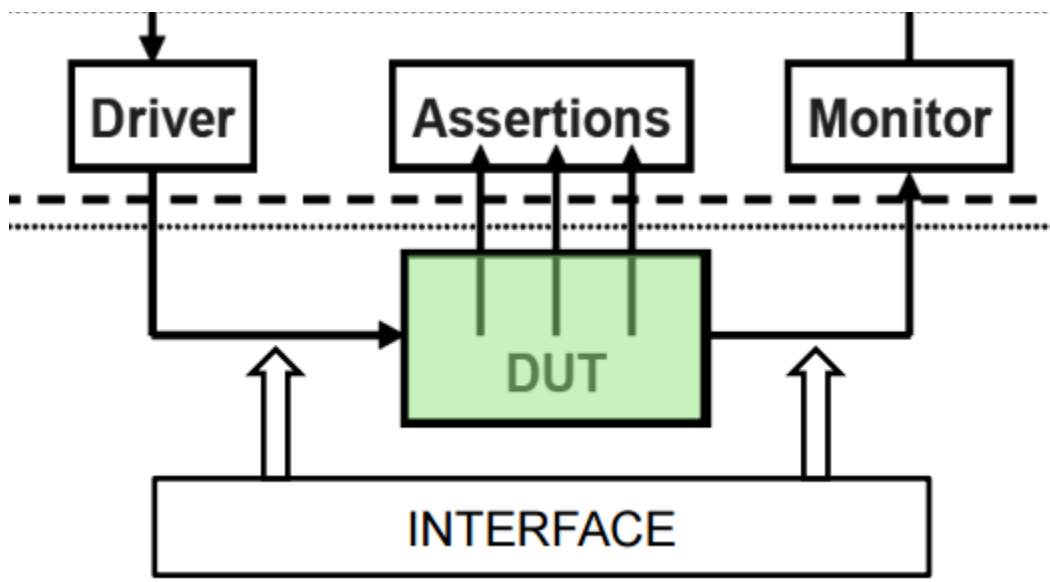 Driver
Assertions
Monitor
DUT
INTERFACE